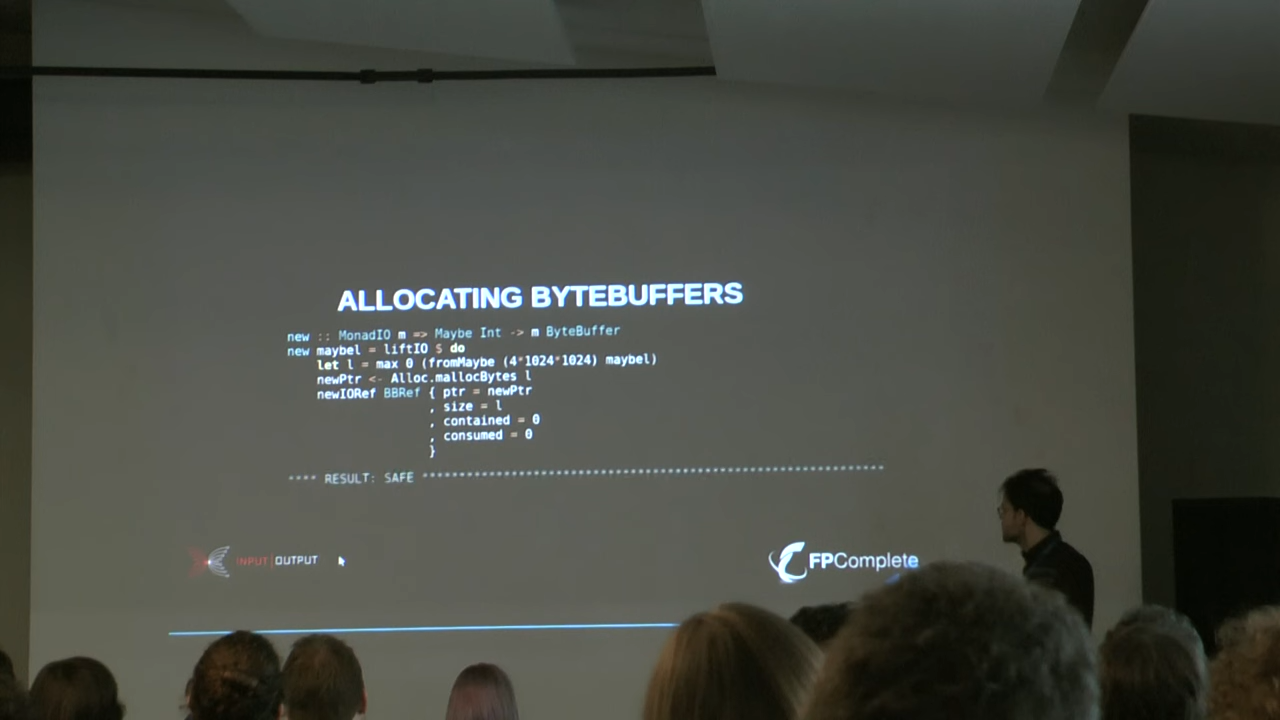 ALLOCATING BYTEBUFFERS
new :: MonadIO m => Maybe Int -> m ByteBuffer
new maybel = liftIO $ do
    let l = max 0 (fromMaybe (4*1024*1024) maybel)
    newPtr <- Alloc.mallocBytes l
    newIORef BBRef { ptr = newPtr
                   , size = l
                   , contained = 0
                   , consumed = 0
                   }
**** RESULT: SAFE ****************************************************************
INPUT|OUTPUT
FPComplete